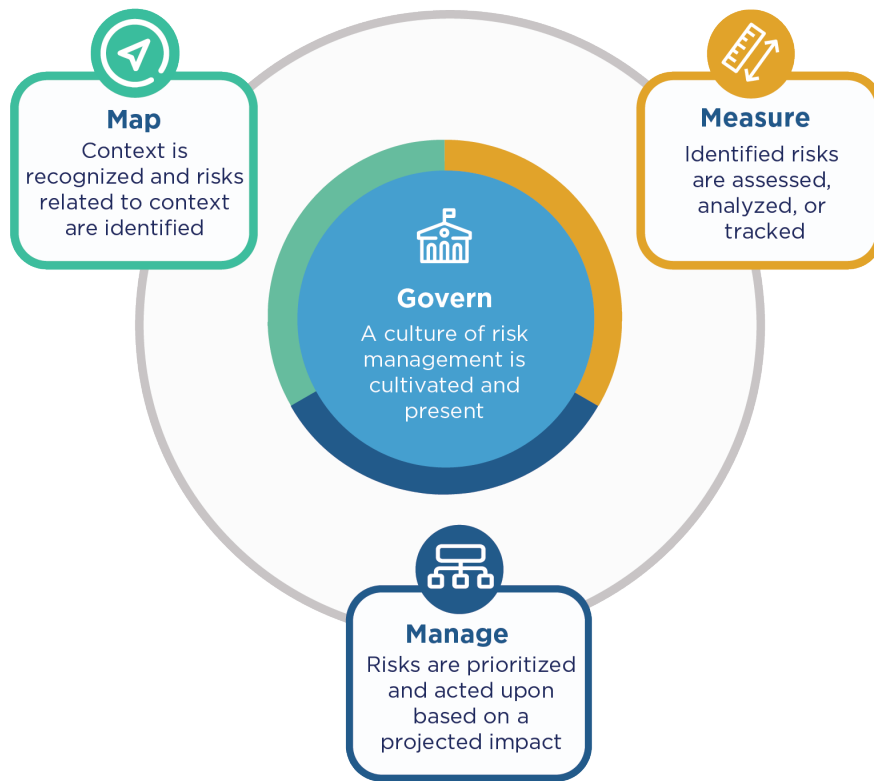 Map
Context is
recognized and risks
related to context
are identified
Measure
Identified risks
are assessed,
analyzed, or
tracked
Govern
A culture of risk
management is
cultivated and
present
Manage
Risks are prioritized
and acted upon
based on a
projected impact